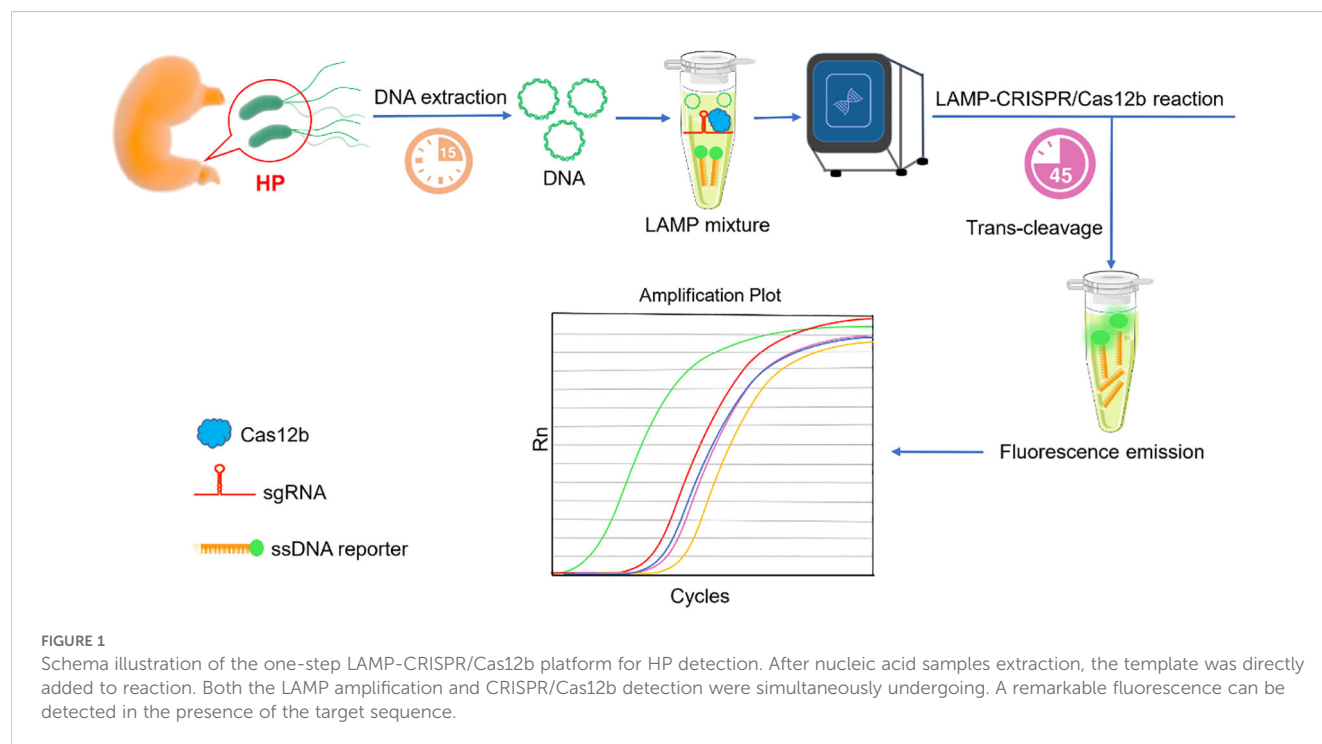 HP
DNA extraction
15
DNA
LAMP mixture
LAMP-CRISPR/Cas12b reaction
45
Trans-cleavage
Fluorescence emission
Amplification Plot
Rn
Cycles
Cas12b
sgRNA
ssDNA reporter
FIGURE 1
Schema illustration of the one-step LAMP-CRISPR/Cas12b platform for HP detection. After nucleic acid samples extraction, the template was directly
added to reaction. Both the LAMP amplification and CRISPR/Cas12b detection were simultaneously undergoing. A remarkable fluorescence can be
detected in the presence of the target sequence.